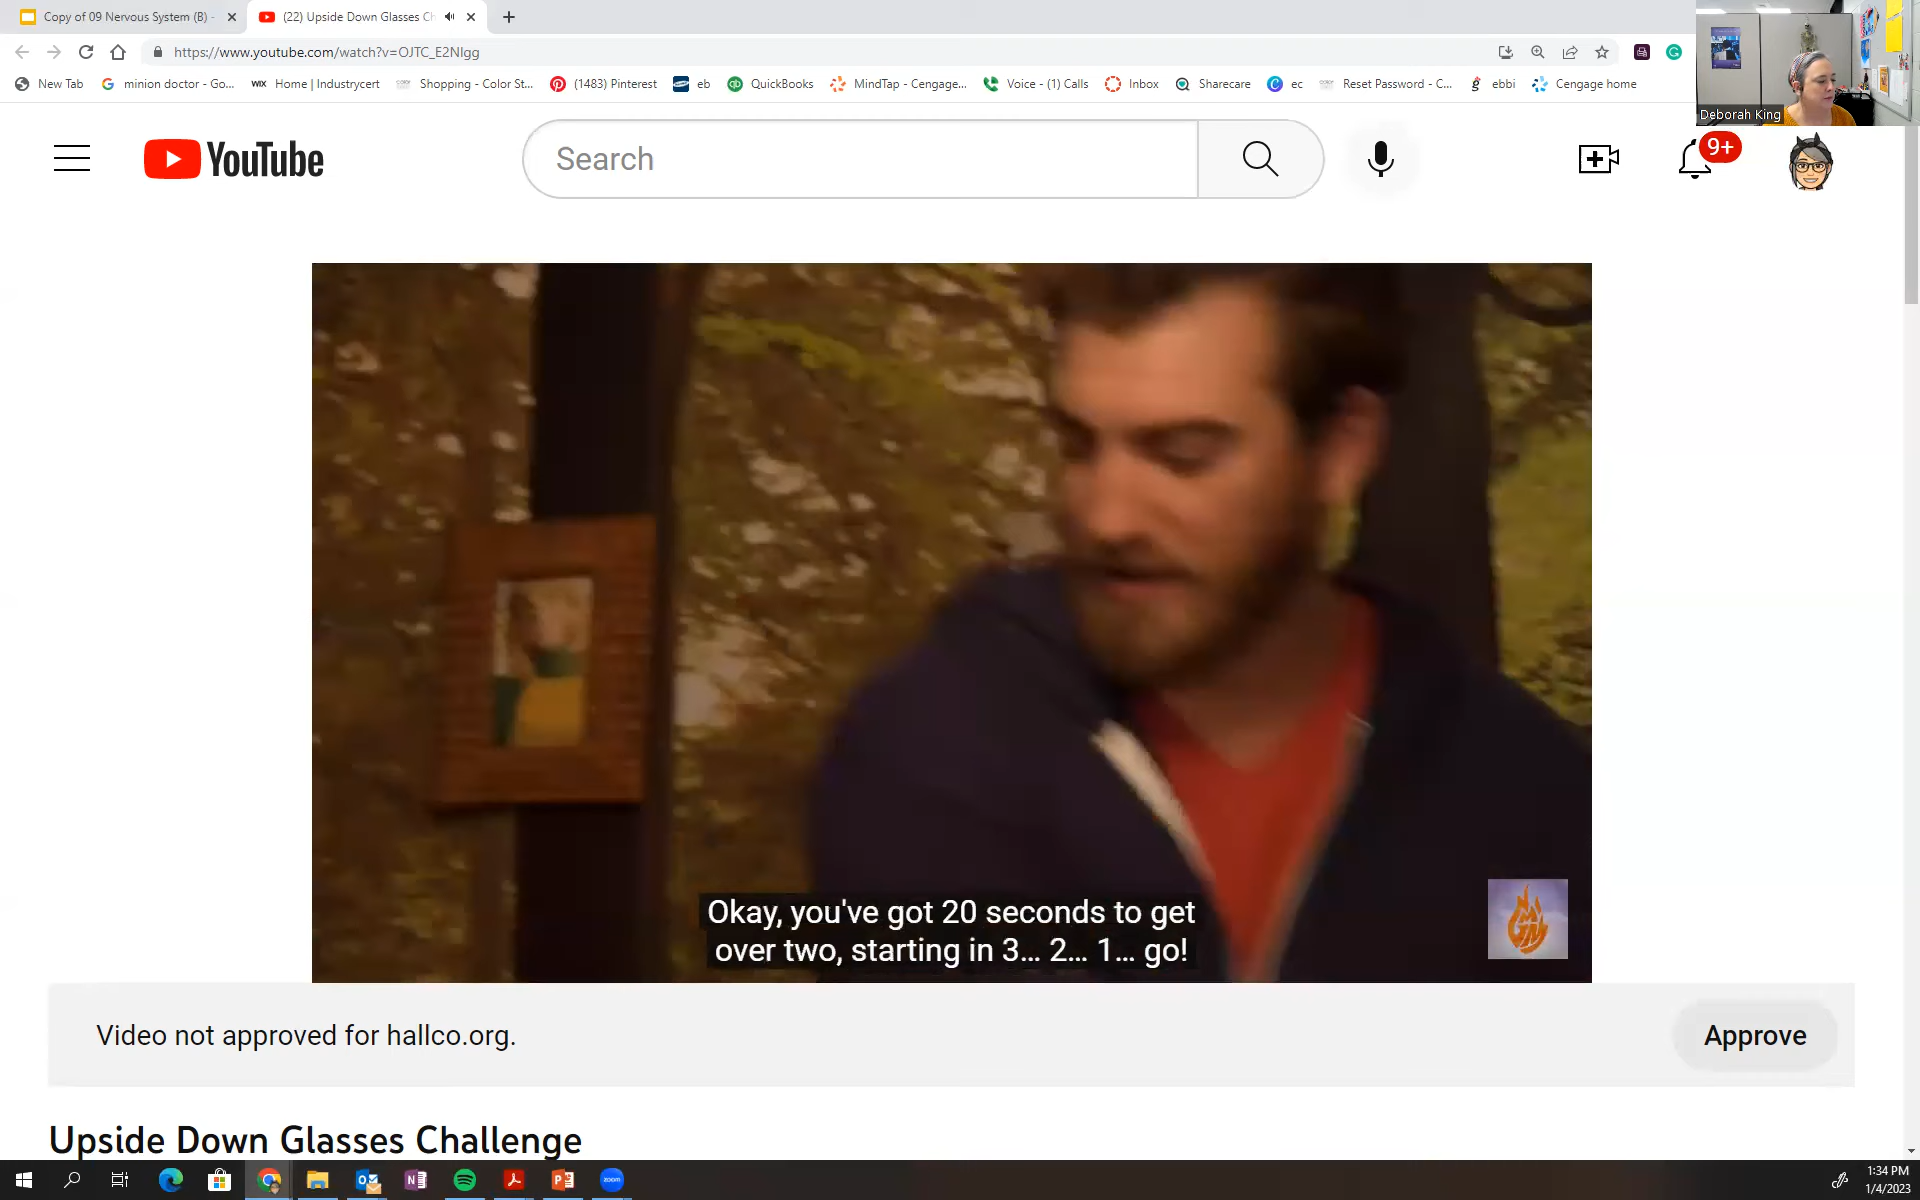 Copy of 09 Nervous System (B) -
(22) Upside Down Glasses Ch
https://www.youtube.com/watch?v=OJTC_E2NIgg
New Tab
minion doctor - Go...
WIX Home | Industrycert
Shopping - Color St...
(1483) Pinterest
eb
QuickBooks
MindTap - Cengage...
Voice - (1) Calls
Inbox
Sharecare
ec
Reset Password - C...
ebbi
Cengage home
Deborah King
YouTube
Search
9+
Okay, you've got 20 seconds to get
over two, starting in 3... 2... 1... go!
GMM
Video not approved for hallco.org.
Approve
Upside Down Glasses Challenge
zoom
1:34 PM
1/4/2023